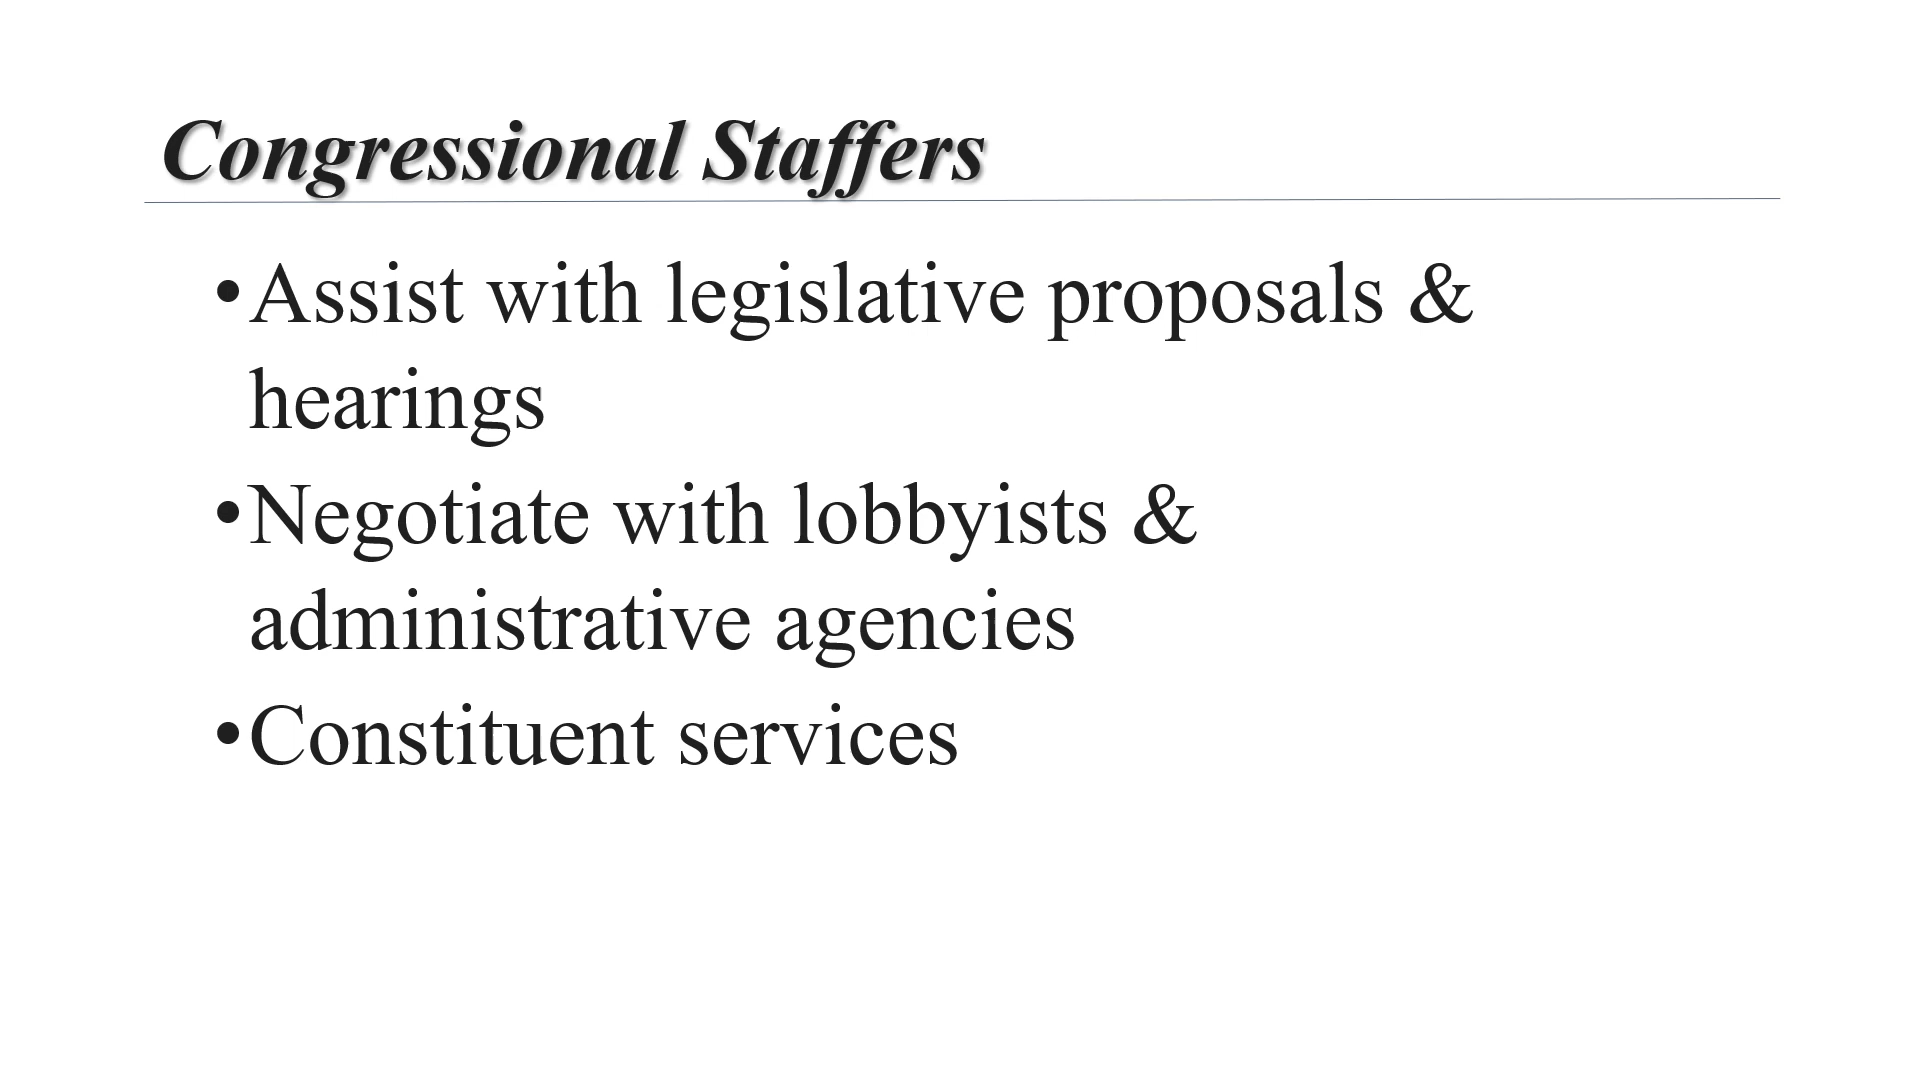 Congressional Staffers
•Assist with legislative proposals &
hearings
•Negotiate with lobbyists &
administrative agencies
•Constituent services